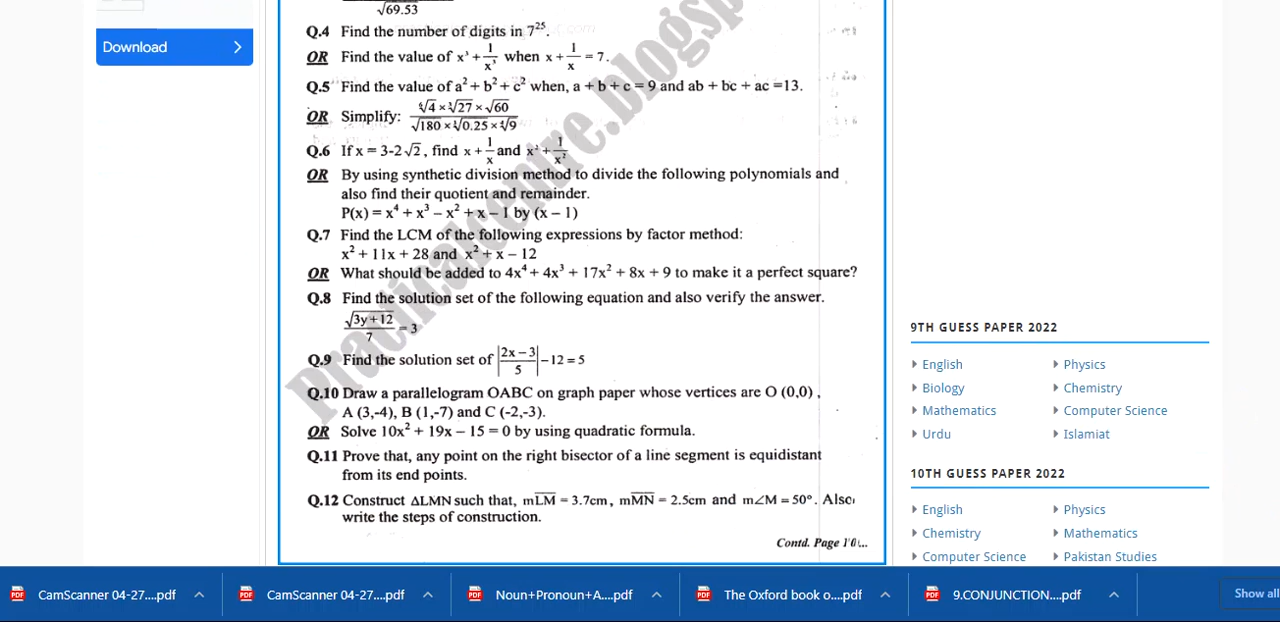 √69.53
Download
Q.4 Find the number of digits in 7²⁵.
OR Find the value of x³ + 1/x³ when x + 1/x = 7.
Q.5 Find the value of a² + b² + c² when, a + b + c = 9 and ab + bc + ac =13.
OR Simplify: ∜4 × ∛27 × √60 / √180 × ∜0.25 × ∜9
Q.6 If x = 3-2√2, find x + 1/x and x² + 1/x²
OR By using synthetic division method to divide the following polynomials and
also find their quotient and remainder.
P(x) = x⁴ + x³ – x² + x – 1 by (x – 1)
Q.7 Find the LCM of the following expressions by factor method:
x² + 11x + 28 and x² + x – 12
OR What should be added to 4x⁴ + 4x³ + 17x² + 8x + 9 to make it a perfect square?
Q.8 Find the solution set of the following equation and also verify the answer.
√3y + 12 / 7 = 3
Q.9 Find the solution set of |2x – 3 / 5| – 12 = 5
Q.10 Draw a parallelogram OABC on graph paper whose vertices are O (0,0) ,
A (3,-4), B (1,-7) and C (-2,-3).
OR Solve 10x² + 19x – 15 = 0 by using quadratic formula.
Q.11 Prove that, any point on the right bisector of a line segment is equidistant
from its end points.
Q.12 Construct ΔLMN such that, mLM = 3.7cm, mMN = 2.5cm and m∠M = 50°. Also
write the steps of construction.
Contd. Page
Practicalcentre.blogsp
9TH GUESS PAPER 2022
English Physics
Biology Chemistry
Mathematics Computer Science
Urdu Islamiat
10TH GUESS PAPER 2022
English Physics
Chemistry Mathematics
Computer Science Pakistan Studies
CamScanner 04-27....pdf CamScanner 04-27....pdf Noun+Pronoun+A....pdf The Oxford book o....pdf 9.CONJUNCTION....pdf Show all